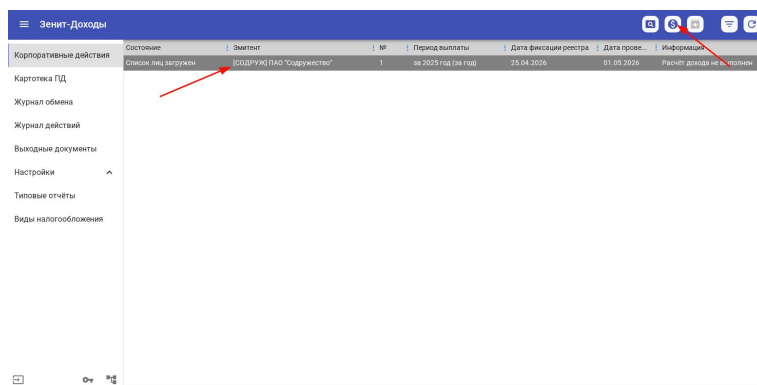 Зенит-Доходы
Корпоративные действия
Картотека ПД
Журнал обмена
Журнал действий
Выходные документы
Настройки
Типовые отчёты
Виды налогообложения
Состояние Эмитент № Период выплаты Дата фиксации реестра Дата прове... Информация
Список лиц загружен [СОДРУЖ] ПАО "Содружество" 1 за 2025 год (за год) 25.04.2026 01.05.2026 Расчёт дохода не выполнен